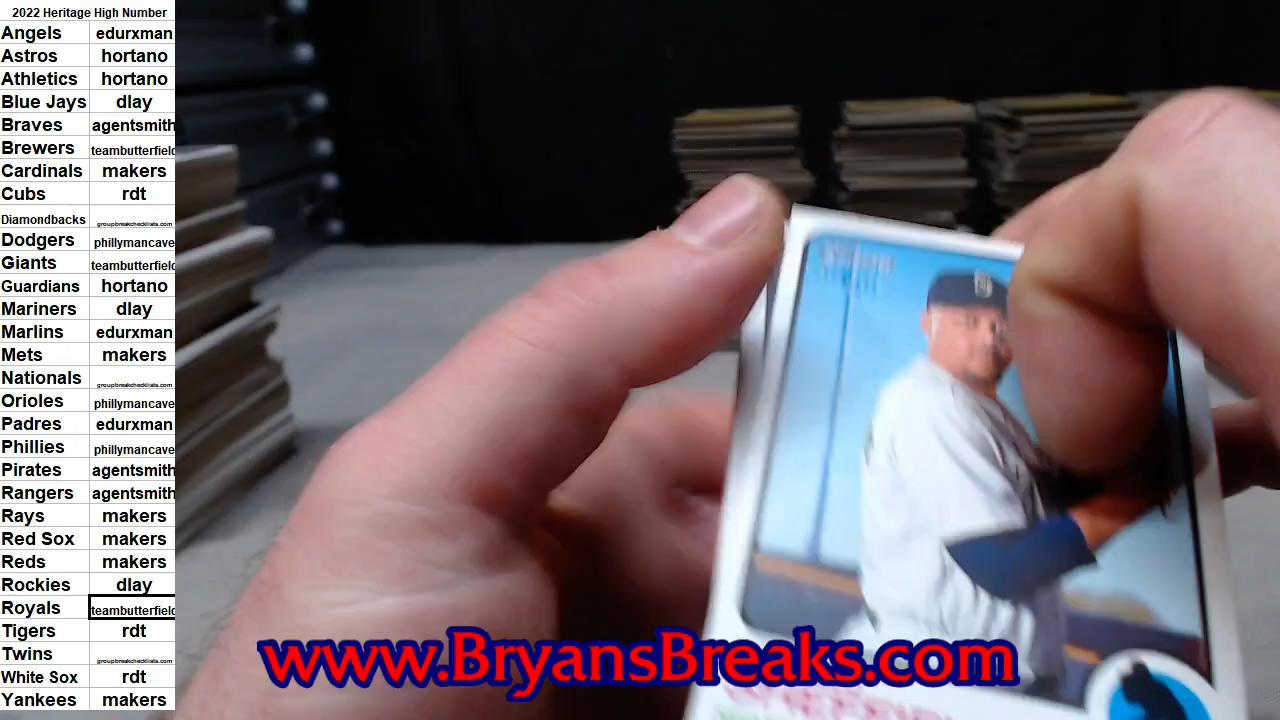 2022 Heritage High Number
Angels edurxman
Astros hortano
Athletics hortano
Blue Jays dlay
Braves agentsmith
Brewers teambutterfield
Cardinals makers
Cubs rdt
Diamondbacks groupbreakchecklists.com
Dodgers phillymancave
Giants teambutterfield
Guardians hortano
Mariners dlay
Marlins edurxman
Mets makers
Nationals groupbreakchecklists.com
Orioles phillymancave
Padres edurxman
Phillies phillymancave
Pirates agentsmith
Rangers agentsmith
Rays makers
Red Sox makers
Reds makers
Rockies dlay
Royals teambutterfield
Tigers rdt
Twins groupbreakchecklists.com
White Sox rdt
Yankees makers
www.BryansBreaks.com